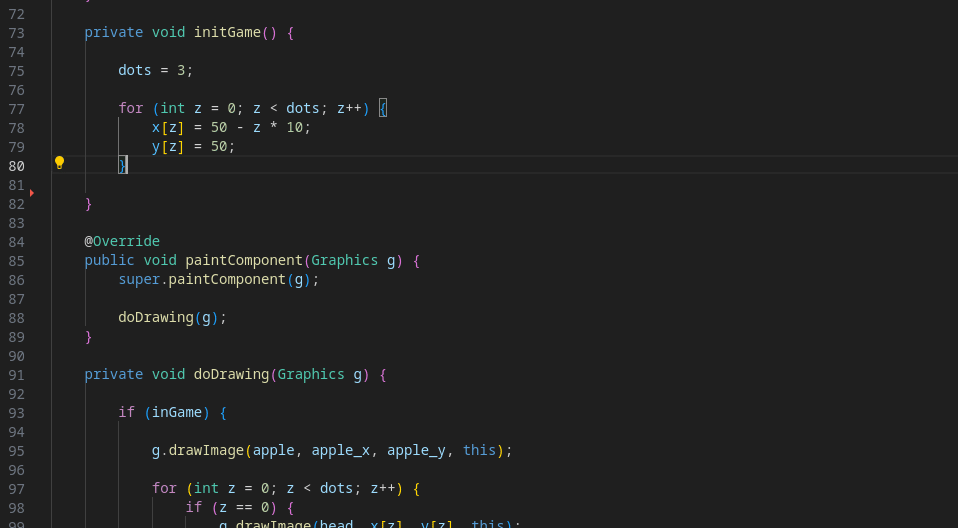 72
73 private void initGame() {
74
75 dots = 3;
76
77 for (int z = 0; z < dots; z++) {
78 x[z] = 50 - z * 10;
79 y[z] = 50;
80 }
81
82 }
83
84 @Override
85 public void paintComponent(Graphics g) {
86 super.paintComponent(g);
87
88 doDrawing(g);
89 }
90
91 private void doDrawing(Graphics g) {
92
93 if (inGame) {
94
95 g.drawImage(apple, apple_x, apple_y, this);
96
97 for (int z = 0; z < dots; z++) {
98 if (z == 0) {
99 g.drawImage(head, x[z], y[z], this);